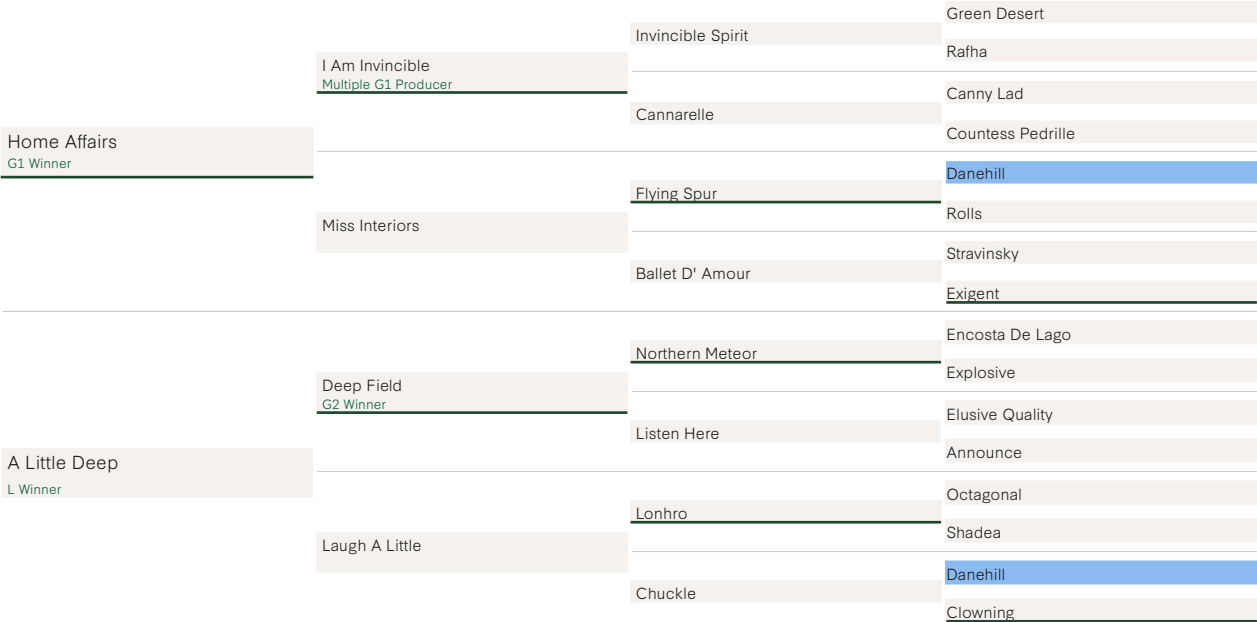 Home Affairs
G1 Winner
A Little Deep
L Winner
I Am Invincible
Multiple G1 Producer
Miss Interiors
Deep Field
G2 Winner
Laugh A Little
Invincible Spirit
Cannarelle
Flying Spur
Ballet D' Amour
Northern Meteor
Listen Here
Lonhro
Chuckle
Green Desert
Rafha
Canny Lad
Countess Pedrille
Danehill
Rolls
Stravinsky
Exigent
Encosta De Lago
Explosive
Elusive Quality
Announce
Octagonal
Shadea
Danehill
Clowning